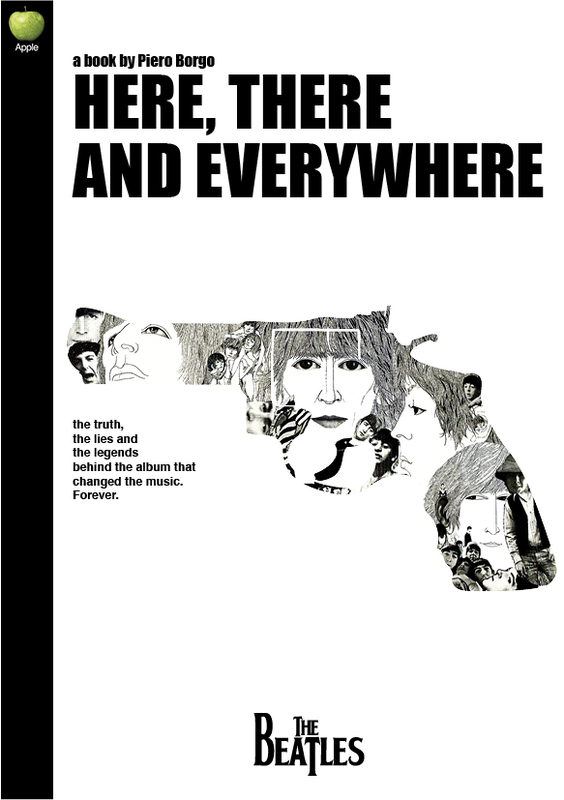 Apple
a book by Piero Borgo
HERE, THERE
AND EVERYWHERE
the truth,
the lies and
the legends
behind the album that
changed the music.
Forever.
THE
BEATLES